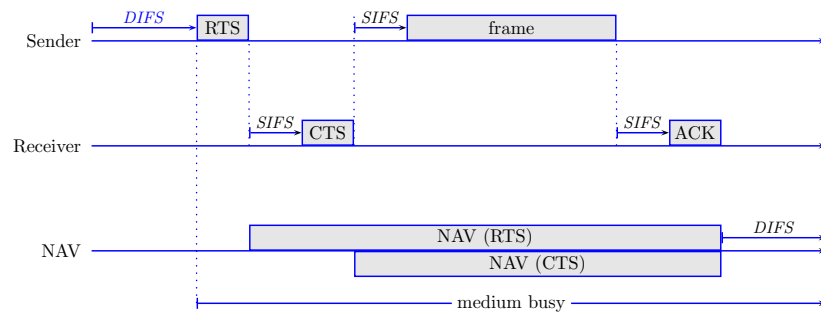 DIFS
RTS
SIFS
frame
Sender
SIFS
CTS
SIFS
ACK
Receiver
NAV (RTS)
DIFS
NAV
NAV (CTS)
medium busy